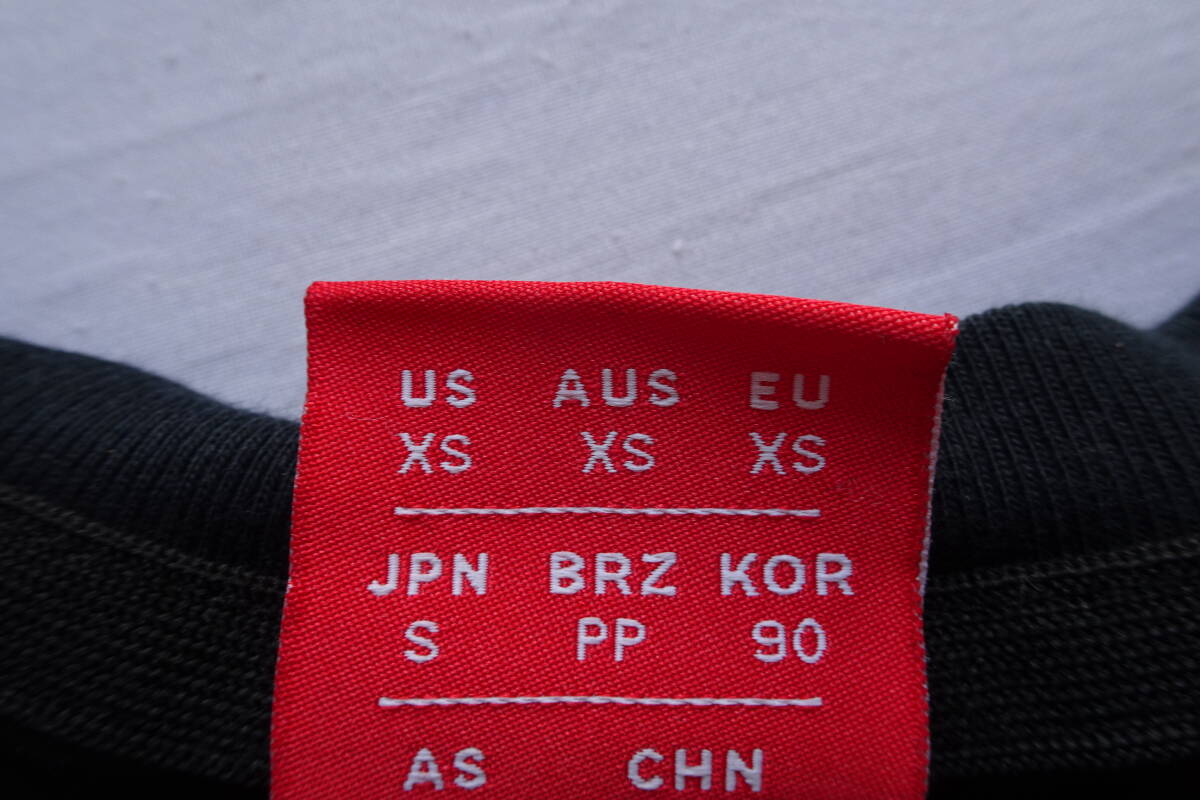 US AUS EU
XS XS XS
JPN BRZ KOR
S PP 90
AS CHN